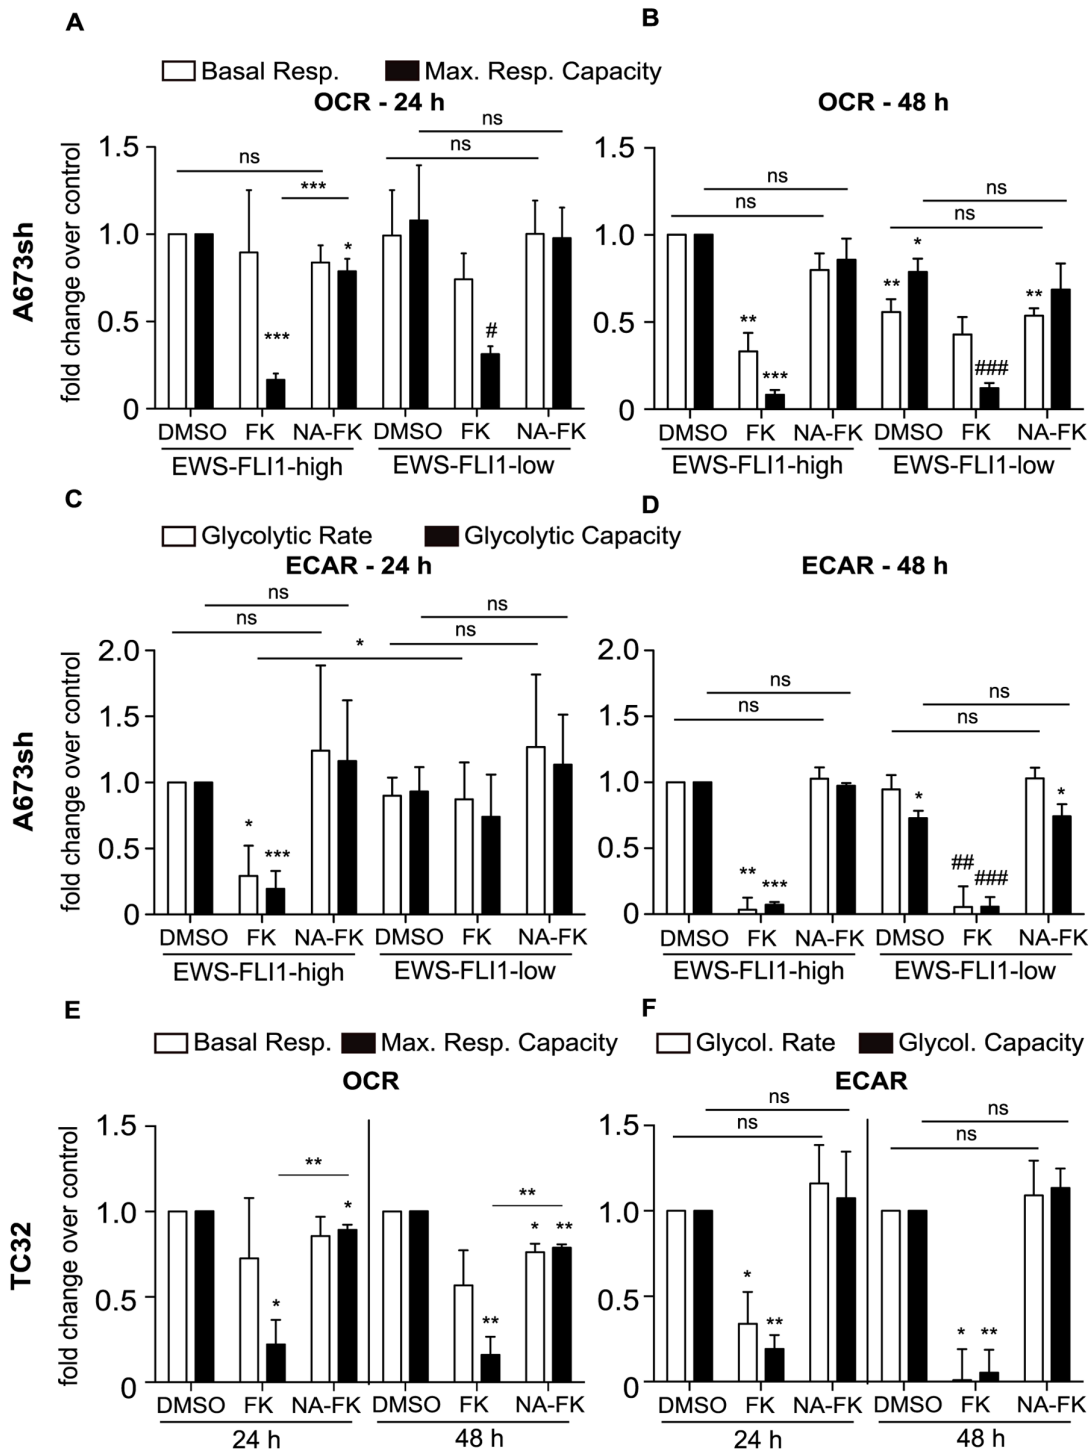 A
B
Basal Resp. Max. Resp. Capacity
OCR - 24 h
OCR - 48 h
A673sh
fold change over control
1.5
1.0
0.5
0
ns
***
ns
ns
***
*
#
DMSO FK NA-FK DMSO FK NA-FK
EWS-FLI1-high EWS-FLI1-low
1.5
1.0
0.5
0
ns
ns
ns
ns
**
***
**
*
###
**
DMSO FK NA-FK DMSO FK NA-FK
EWS-FLI1-high EWS-FLI1-low
C
D
Glycolytic Rate Glycolytic Capacity
ECAR - 24 h
ECAR - 48 h
A673sh
fold change over control
2.0
1.5
1.0
0.5
0
ns
ns
*
ns
ns
*
***
DMSO FK NA-FK DMSO FK NA-FK
EWS-FLI1-high EWS-FLI1-low
2.0
1.5
1.0
0.5
0
ns
ns
ns
ns
**
***
*
##
###
*
DMSO FK NA-FK DMSO FK NA-FK
EWS-FLI1-high EWS-FLI1-low
E
F
Basal Resp. Max. Resp. Capacity
Glycol. Rate Glycol. Capacity
OCR
ECAR
TC32
fold change over control
1.5
1.0
0.5
0
**
*
*
**
*
**
**
DMSO FK NA-FK DMSO FK NA-FK
24 h 48 h
1.5
1.0
0.5
0
ns
ns
ns
ns
*
**
*
**
DMSO FK NA-FK DMSO FK NA-FK
24 h 48 h